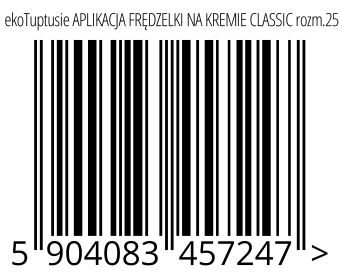 ekoTuptusie APLIKACJA FRĘDZELKI NA KREMIE CLASSIC rozm.25
5 904083 457247 >